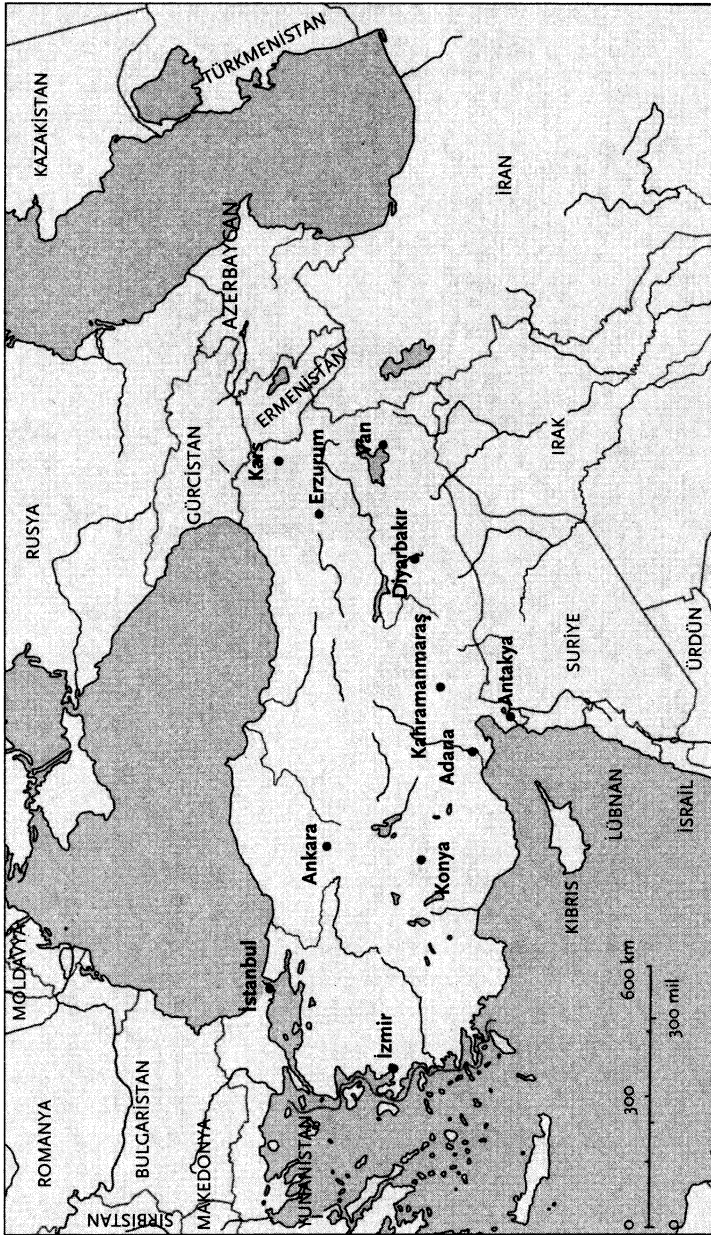 MOLDAVYA
RUSYA
KAZAKİSTAN
ROMANYA
TÜRKMENİSTAN
BULGARİSTAN
SIRBİSTAN
MAKEDONYA
GÜRCİSTAN
AZERBAYCAN
YUNANİSTAN
İstanbul
ERMENİSTAN
Kars
Erzurum
Ankara
Van
İzmir
Konya
Kahramanmaraş
Diyarbakır
Adana
Antakya
İRAN
IRAK
SURİYE
KIBRIS
LÜBNAN
ÜRDÜN
İSRAİL
0 300 600 km
0 300 mil